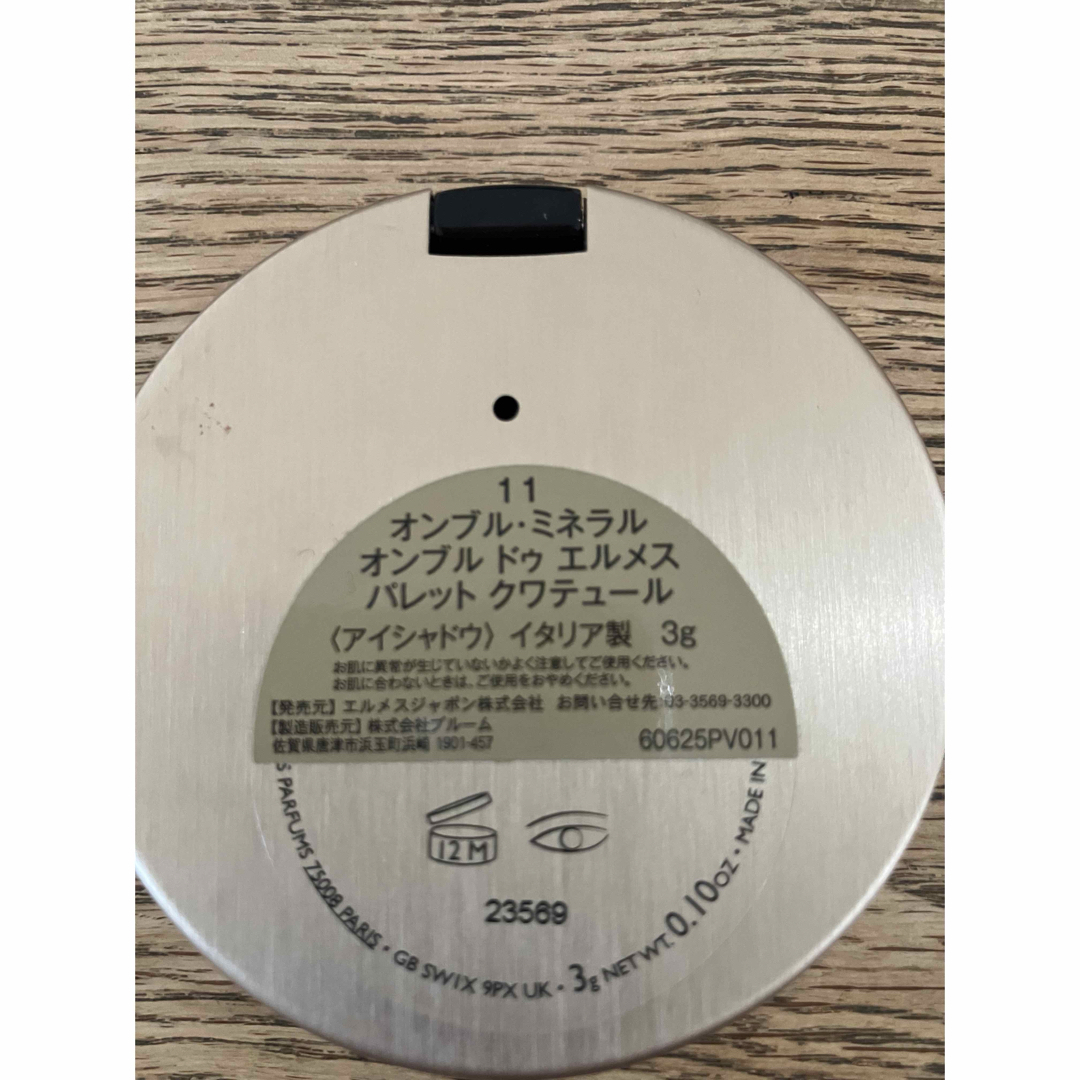 11
オンブル・ミネラル
オンブル ドゥ エルメス
パレット クワテュール
〈アイシャドウ〉 イタリア製 3g
お肌に異常が生じていないかよく注意してご使用ください。
お肌に合わないときは、ご使用をおやめください。
【発売元】 エルメスジャポン株式会社 お問い合せ先:03-3569-3300
【製造販売元】 株式会社ブルーム
佐賀県唐津市浜玉町浜崎 1901-457 60625PV011
12M
23569
S PARFUMS 75008 PARIS • GB SW1X 9PX UK • 3g NET WT. 0.10OZ • MADE IN